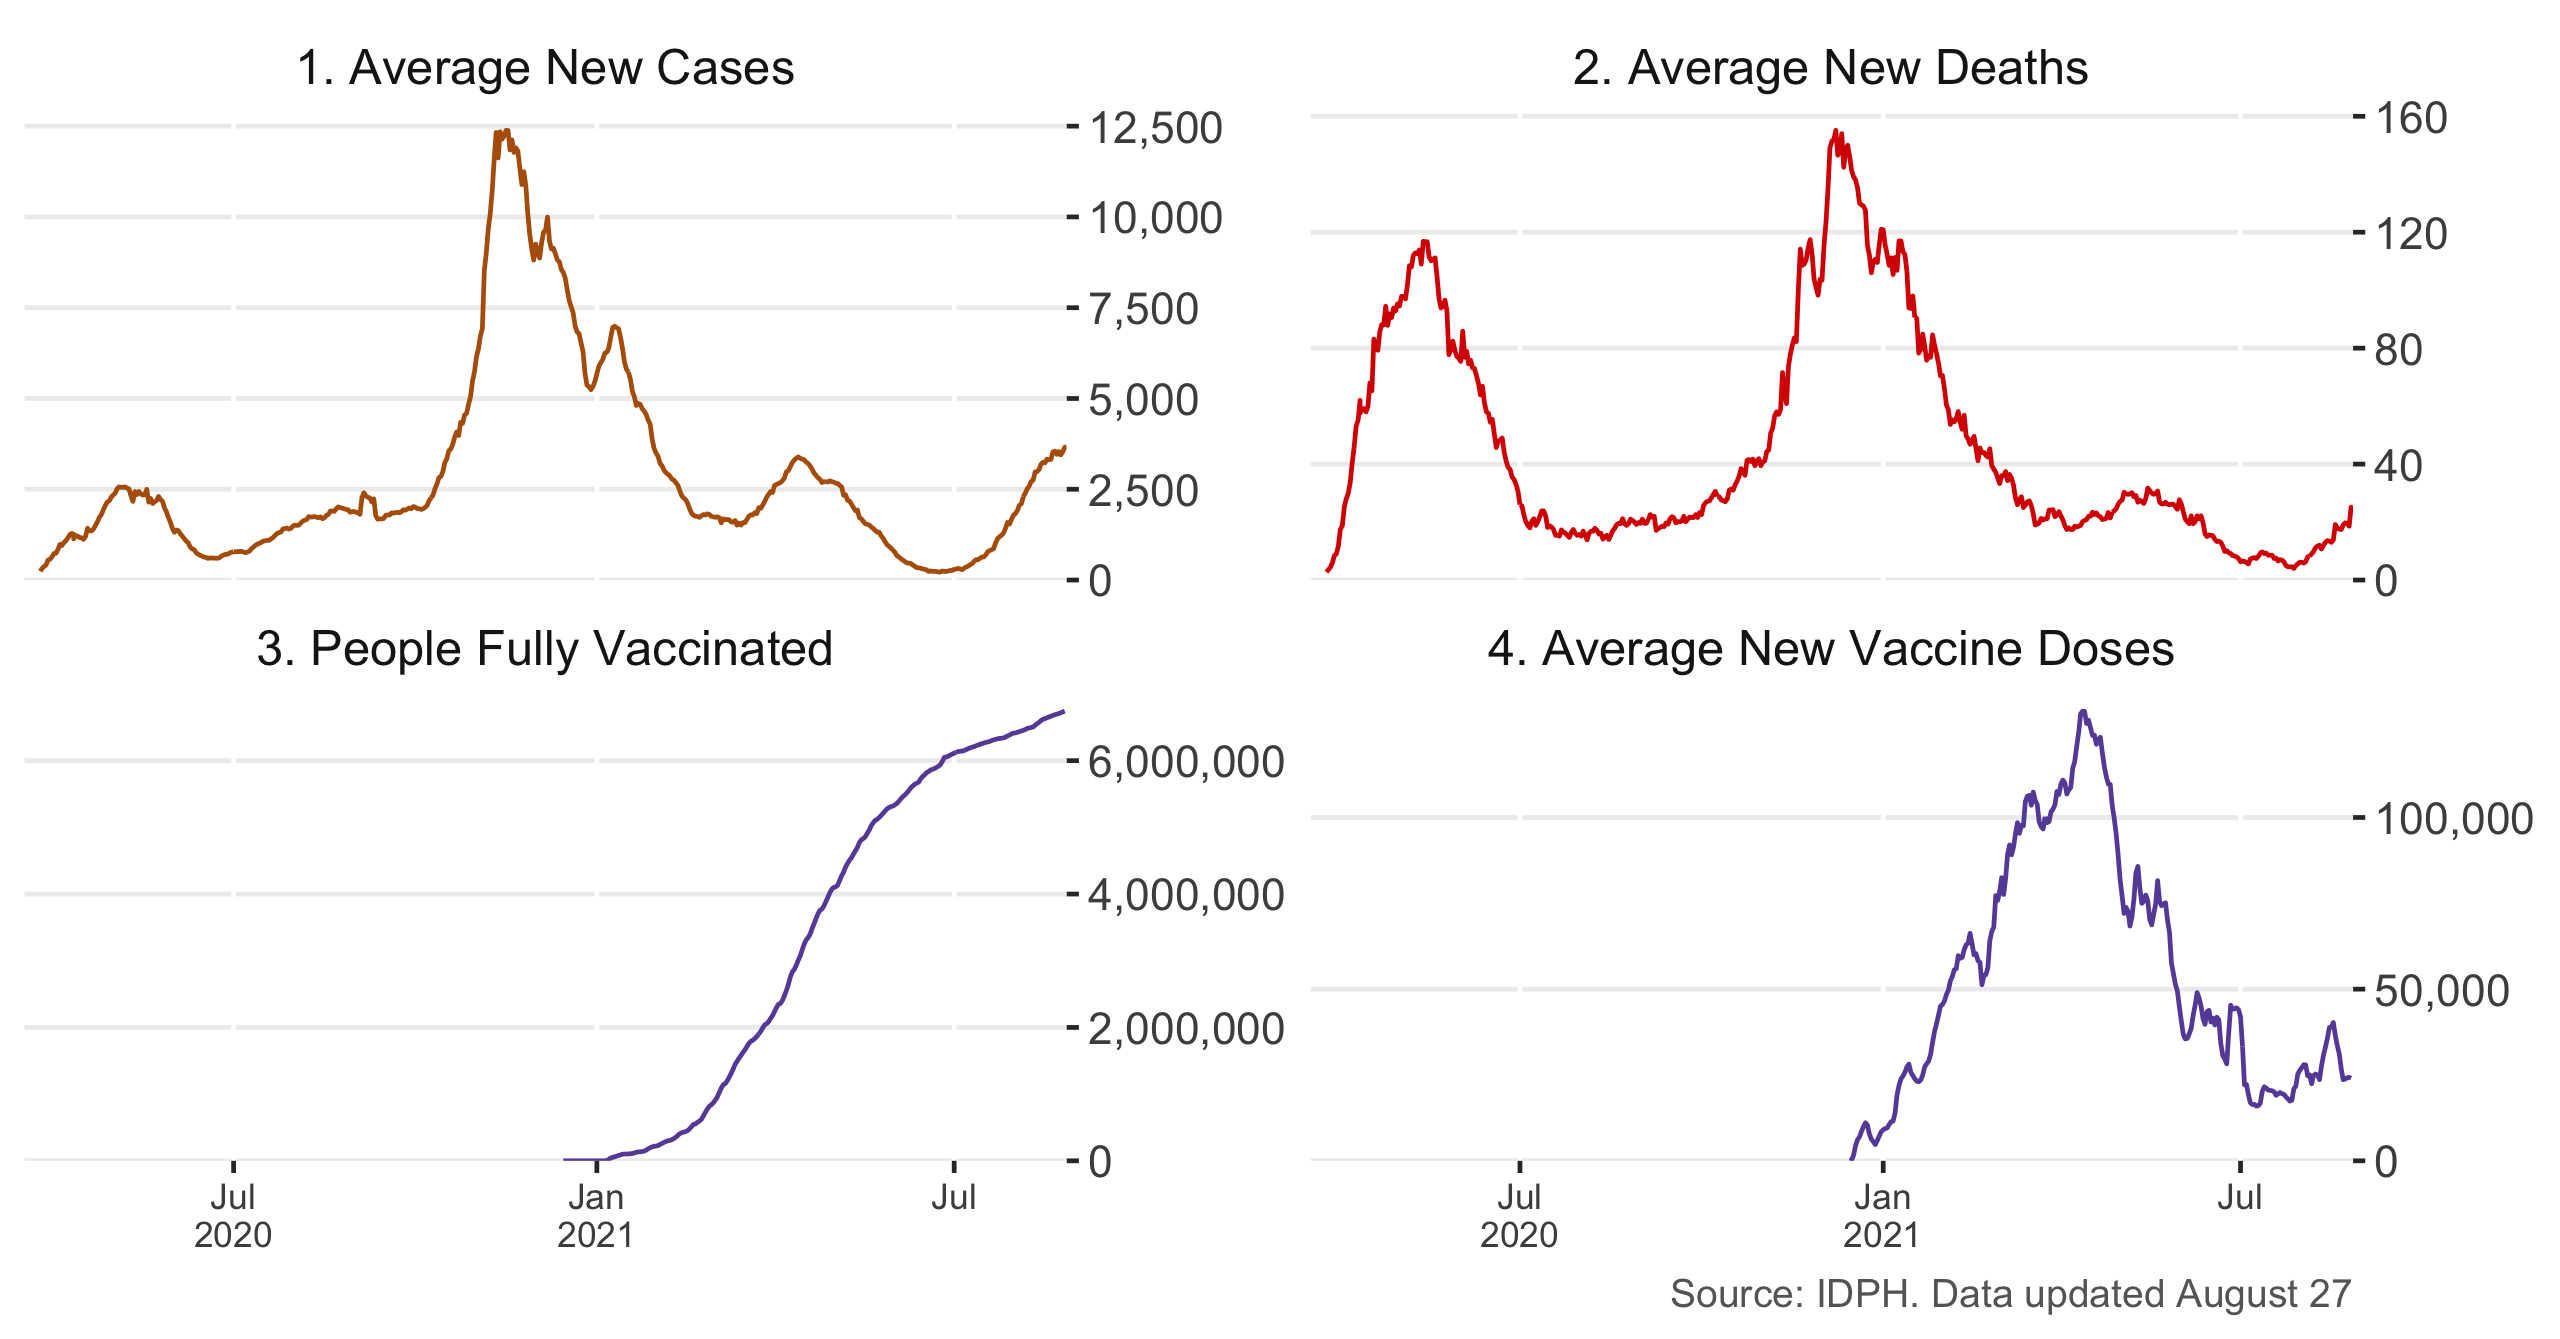 1. Average New Cases
12,500
10,000
7,500
5,000
2,500
0
2. Average New Deaths
160
120
80
40
0
3. People Fully Vaccinated
6,000,000
4,000,000
2,000,000
0
Jul
2020
Jan
2021
Jul
4. Average New Vaccine Doses
100,000
50,000
0
Jul
2020
Jan
2021
Jul
Source: IDPH. Data updated August 27